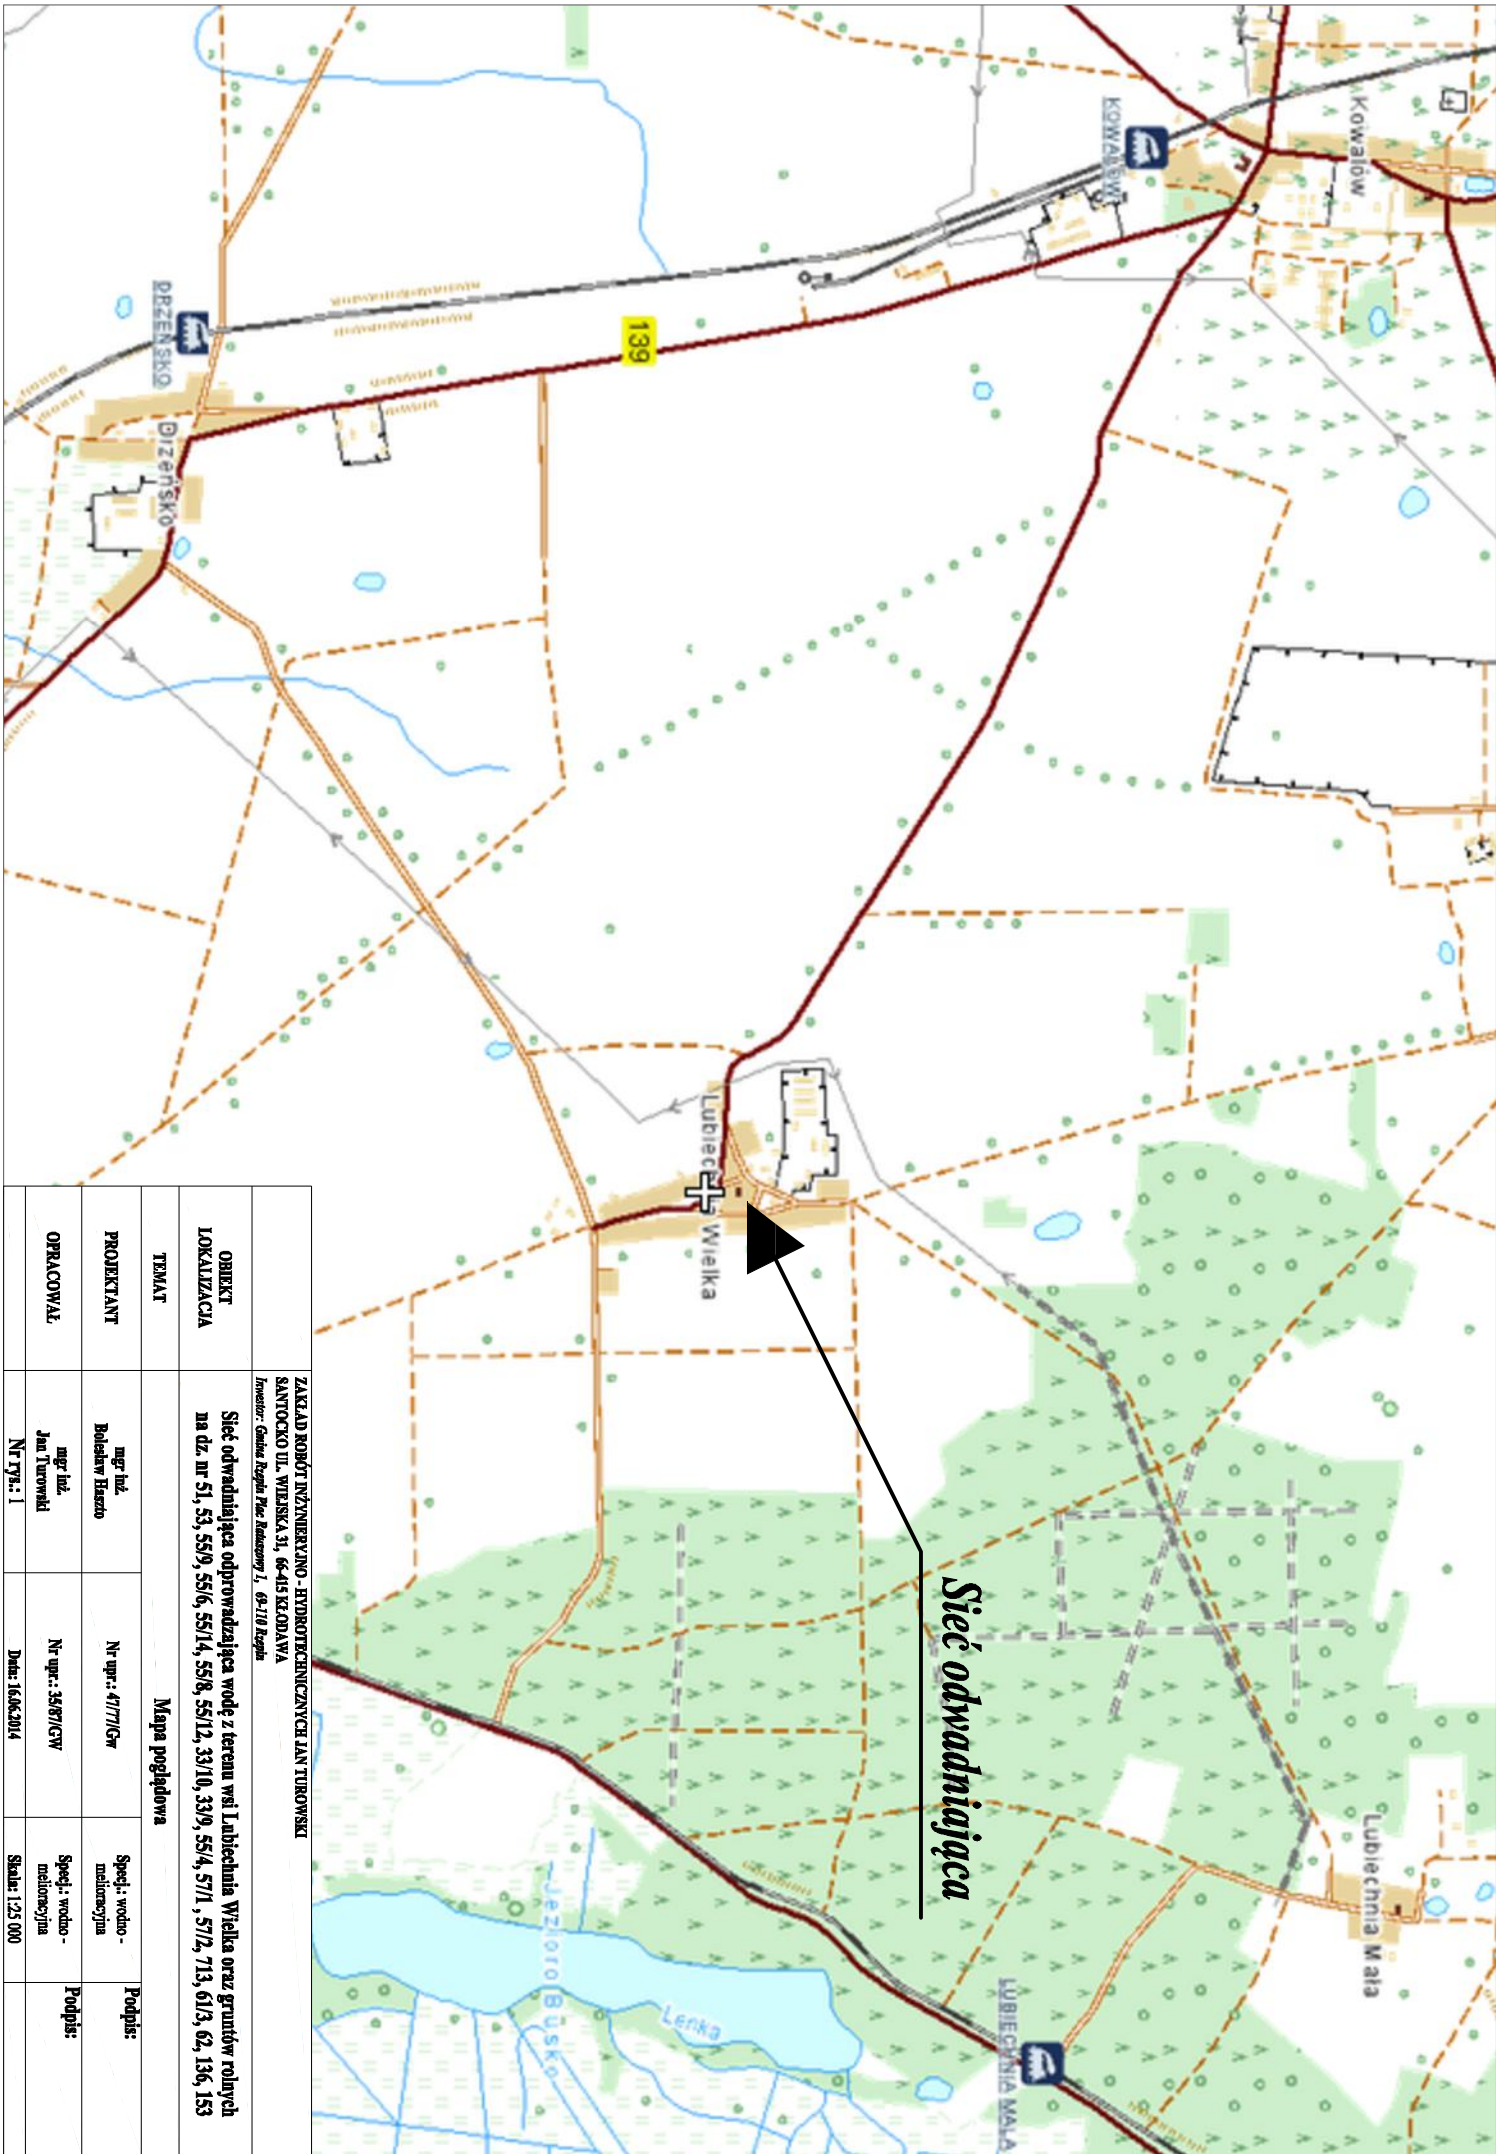 Kowalów
KOWALÓW
139
DRZEŃSKO
Drzeńsko
Wielka
Sieć odwadniająca
Lubiechnia Mała
LUBIECHNIA MAŁA
Jezioro Busko
Lenka
ZAKŁAD ROBÓT INŻYNIERYJNO - HYDROTECHNICZNYCH JAN TUROWSKI
SANTOCKO UL. WIEJSKA 31, 66-415 KŁODAWA
Inwestor: Gmina Rzepin Plac Ratuszowy 1, 69-110 Rzepin
OBIEKT
LOKALIZACJA
Sieć odwadniająca odprowadzająca wodę z terenu wsi Lubiechnia Wielka oraz gruntów rolnych
na dz. nr 51, 53, 55/9, 55/6, 55/14, 55/8, 55/12, 33/10, 33/9, 55/4, 57/1 , 57/2, 713, 61/3, 62, 136, 153
TEMAT
Mapa poglądowa
PROJEKTANT
mgr inż.
Bolesław Haszto
Nr upr.: 47/77/Gw
Specj.: wodno -
melioracyjna
Podpis:
OPRACOWAŁ
mgr inż.
Jan Turowski
Nr upr.: 35/87/GW
Specj.: wodno -
melioracyjna
Podpis:
Nr rys.: 1
Data: 16.06.2014
Skala: 1:25 000